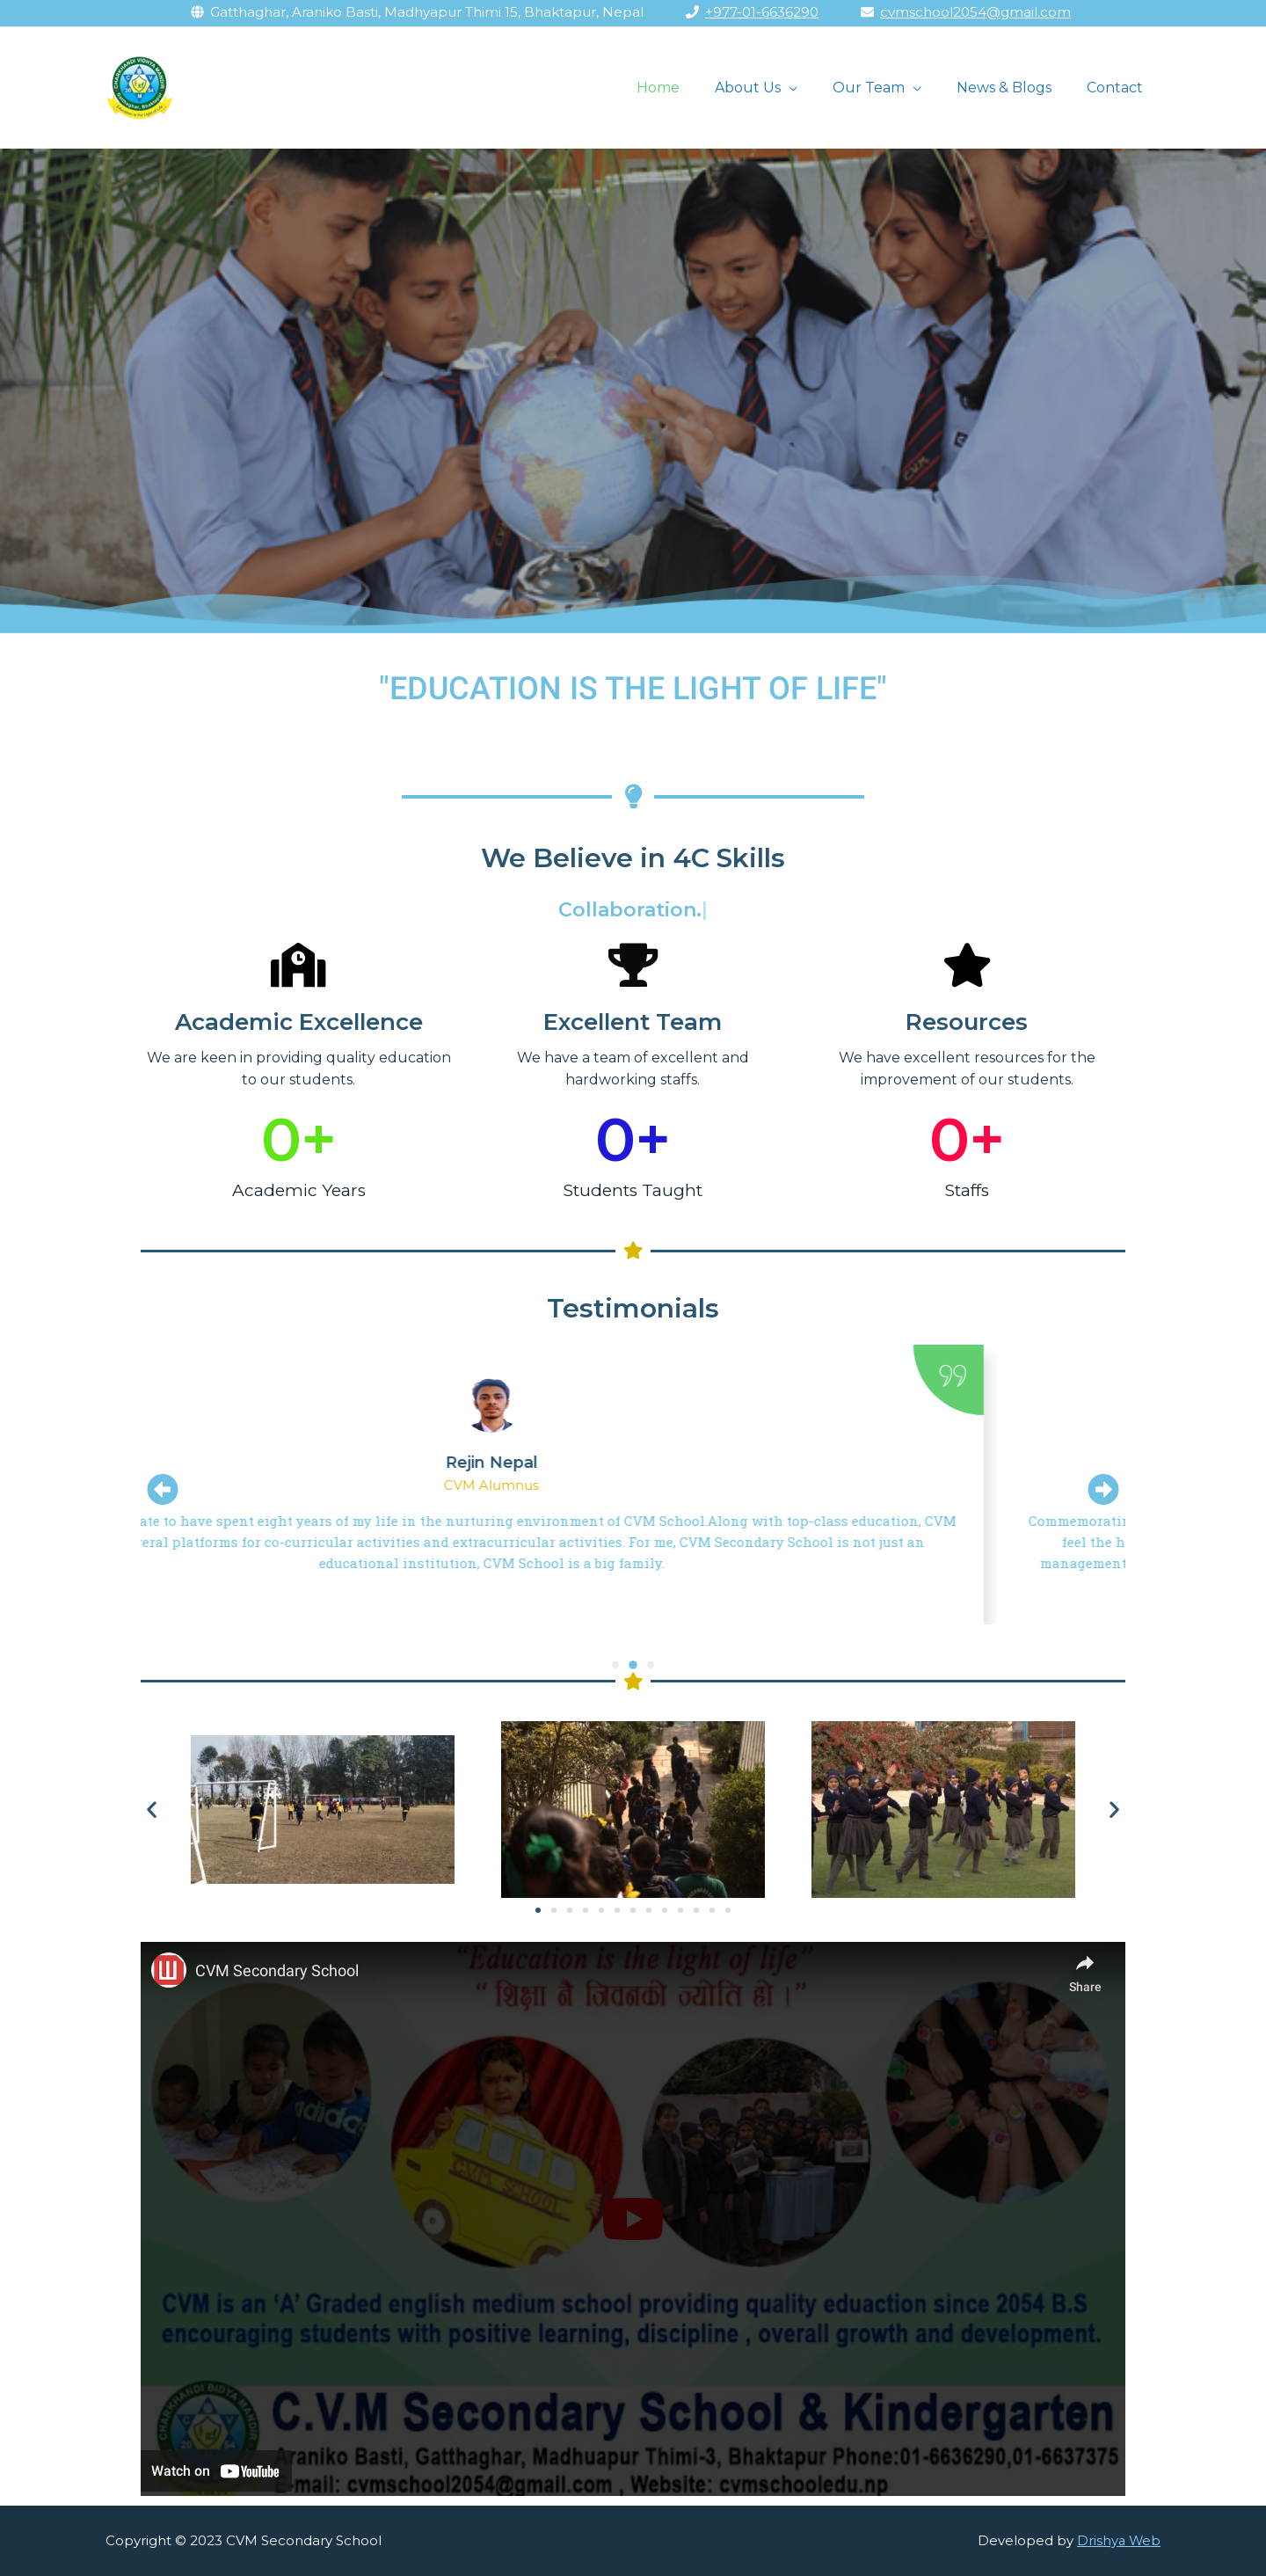 Gatthaghar, Araniko Basti, Madhyapur Thimi 15, Bhaktapur, Nepal +977-01-6636290 cvmschool2054@gmail.com
Home About Us Our Team News & Blogs Contact
"EDUCATION IS THE LIGHT OF LIFE"
We Believe in 4C Skills
Collaboration.|
Academic Excellence
We are keen in providing quality education
to our students.
0+
Academic Years
Excellent Team
We have a team of excellent and
hardworking staffs.
0+
Students Taught
Resources
We have excellent resources for the
improvement of our students.
0+
Staffs
Testimonials
Rejin Nepal
CVM Alumnus
ate to have spent eight years of my life in the nurturing environment of CVM School.Along with top-class education, CVM
eral platforms for co-curricular activities and extracurricular activities. For me, CVM Secondary School is not just an
educational institution, CVM School is a big family.
Commemoratin
feel the h
management
CVM Secondary School
Share
"Education is the light of life"
“ शिक्षा नै जिवनको ज्योति हो । ”
CVM SCHOOL
CVM is an ‘A’ Graded english medium school providing quality eduaction since 2054 B.S
encouraging students with positive learning, discipline , overall growth and development.
C.V.M Secondary School & Kindergarten
Araniko Basti, Gatthaghar, Madhuapur Thimi-3, Bhaktapur Phone:01-6636290,01-6637375
E-mail: cvmschool2054@gmail.com , Website: cvmschooledu.np
Watch on YouTube
Copyright © 2023 CVM Secondary School
Developed by Drishya Web